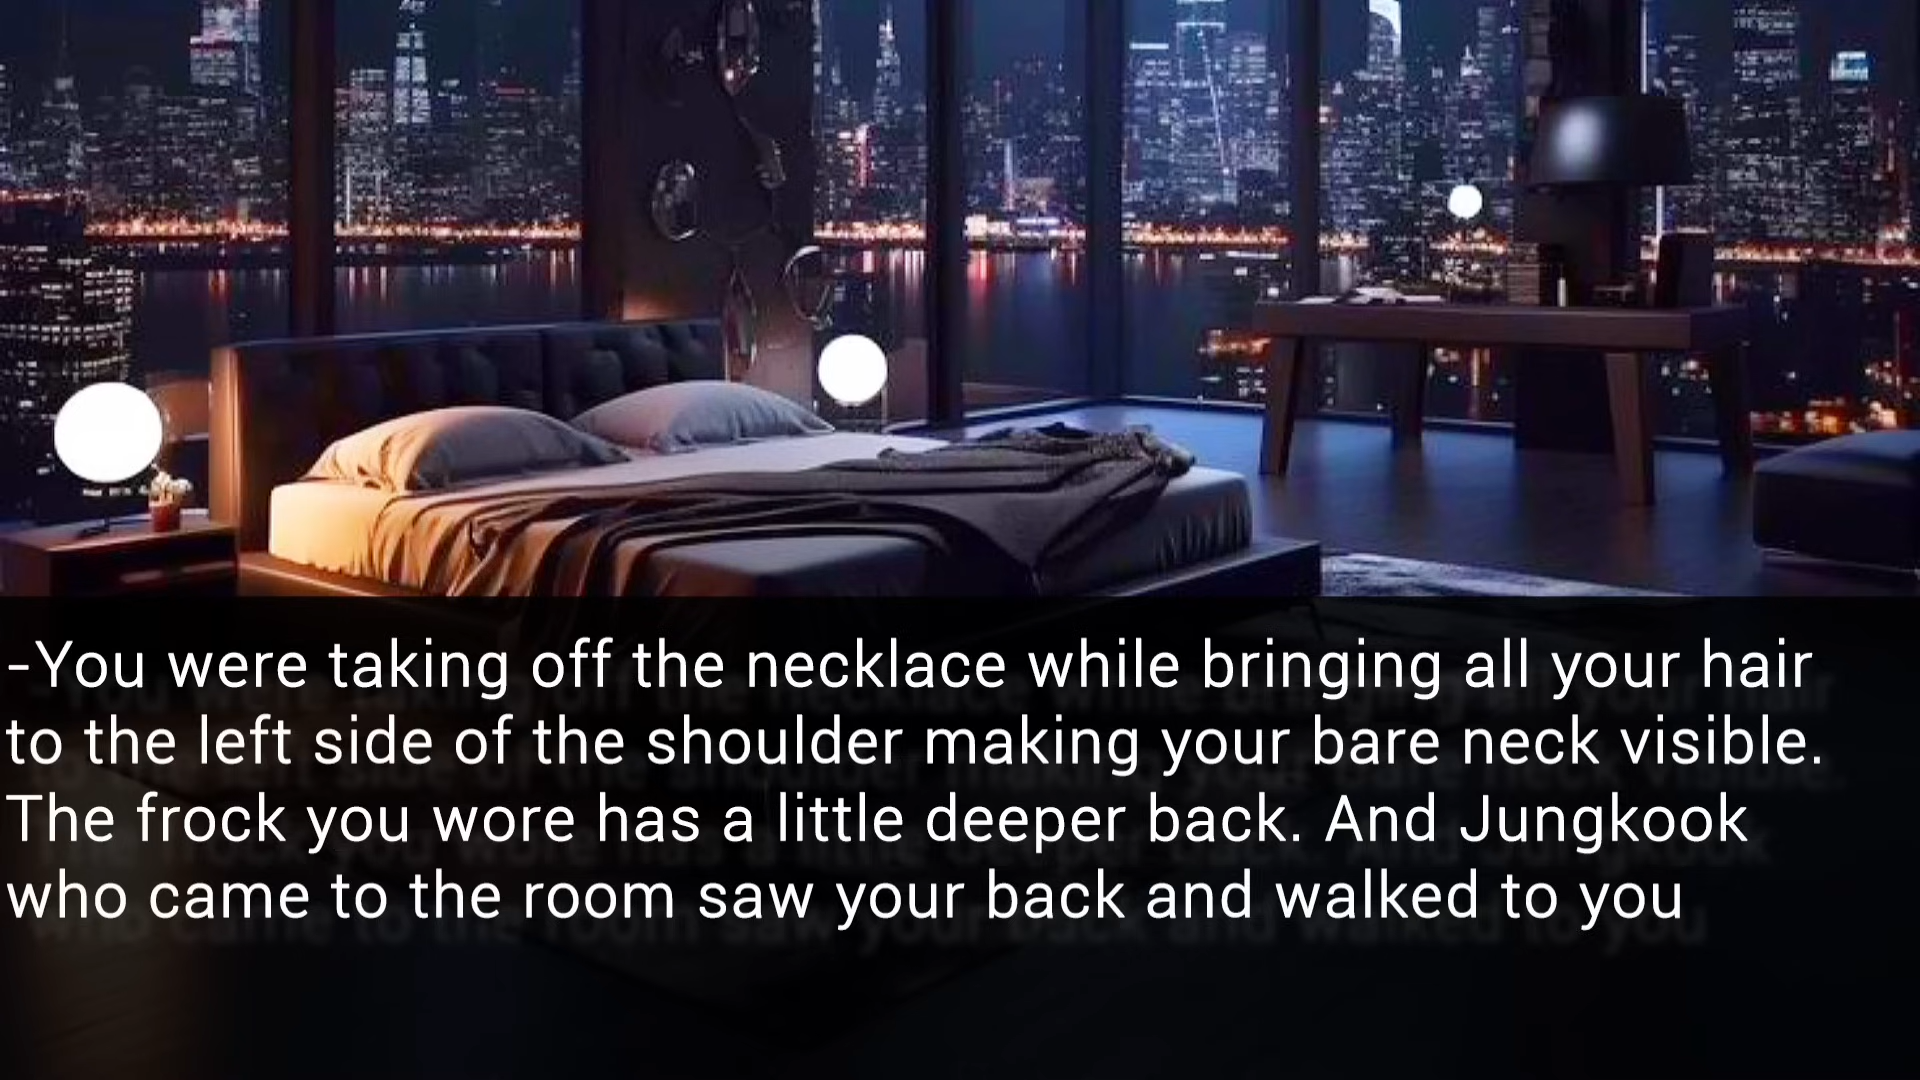 -You were taking off the necklace while bringing all your hair
to the left side of the shoulder making your bare neck visible.
The frock you wore has a little deeper back. And Jungkook
who came to the room saw your back and walked to you